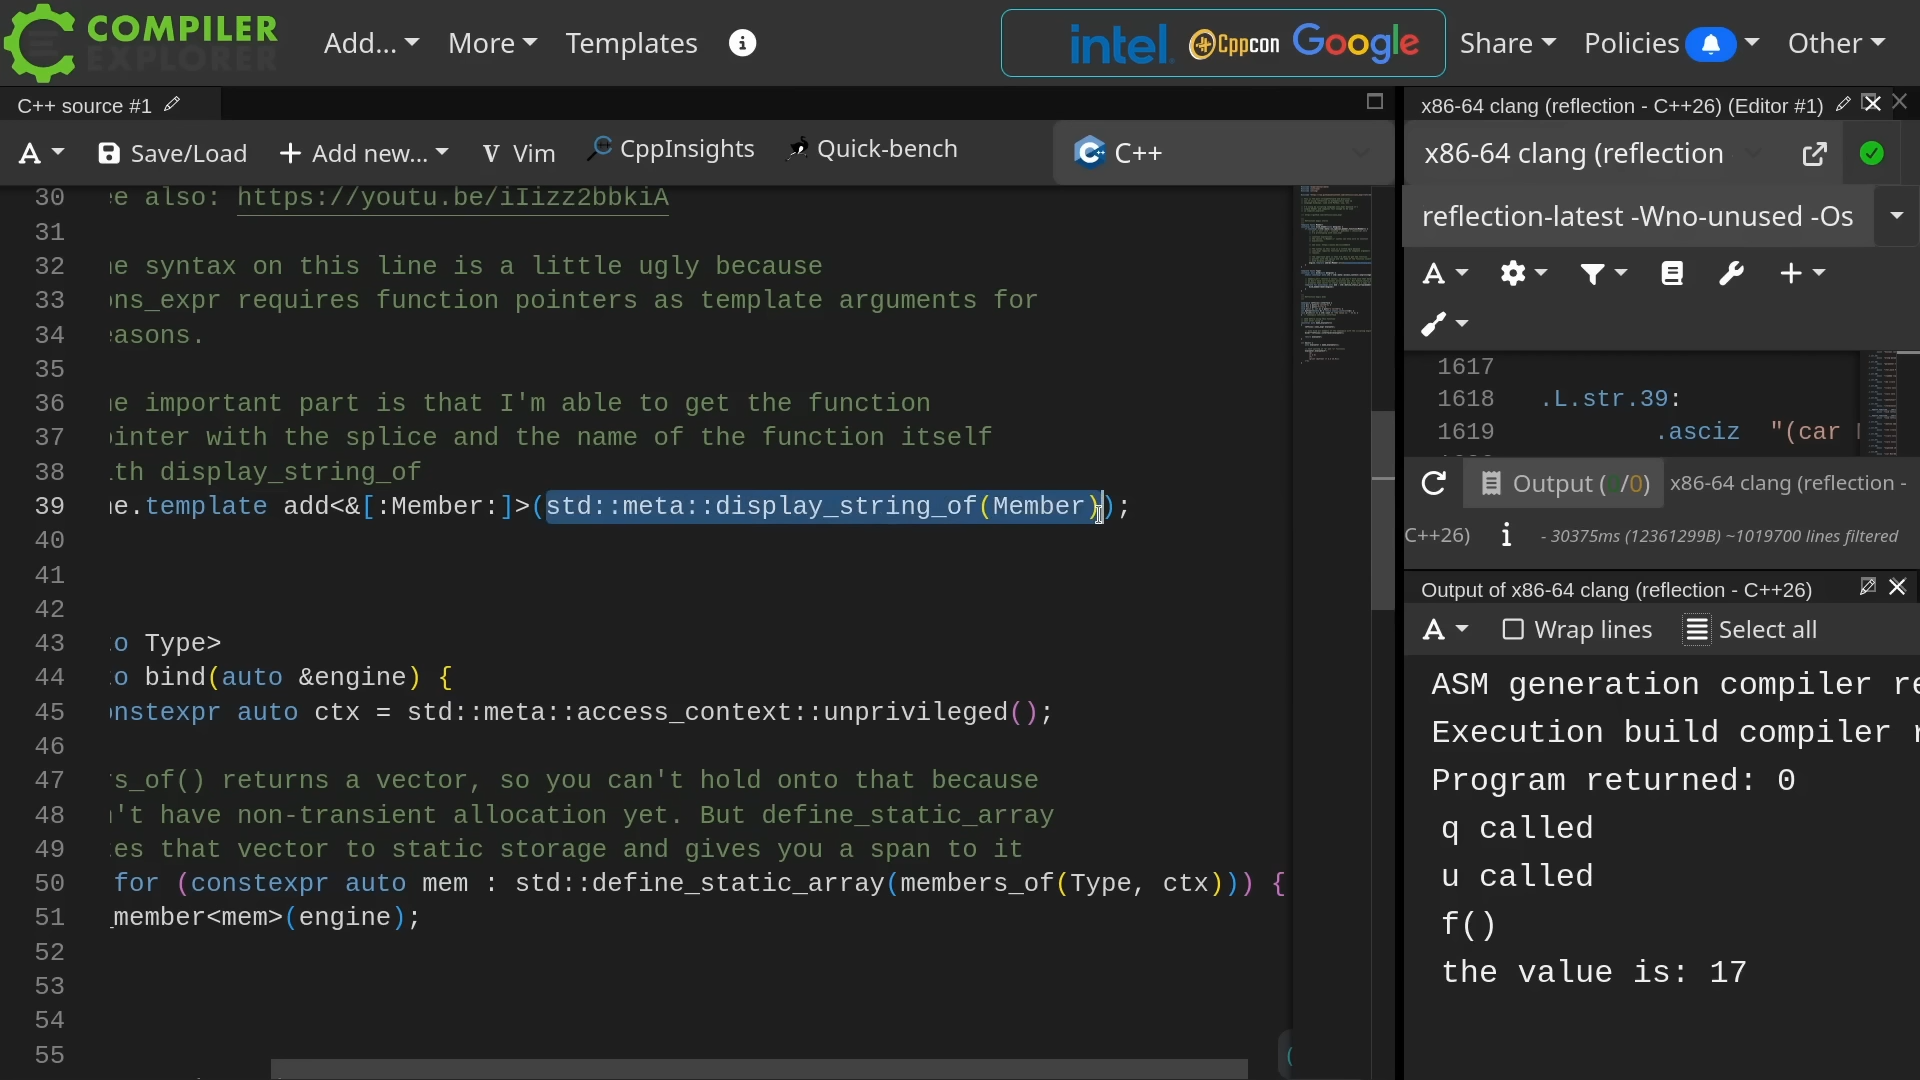 COMPILER
EXPLORER
Add...
More
Templates
intel.
Cppcon
Google
Share
Policies
Other
C++ source #1
A
Save/Load
Add new...
V Vim
CppInsights
Quick-bench
C++
30 e also: https://youtu.be/iIizz2bbkiA
31
32 e syntax on this line is a little ugly because
33 ns_expr requires function pointers as template arguments for
34 easons.
35
36 e important part is that I'm able to get the function
37 inter with the splice and the name of the function itself
38 th display_string_of
39 e.template add<&[:Member:]>(std::meta::display_string_of(Member));
40
41
42
43 o Type>
44 o bind(auto &engine) {
45 onstexpr auto ctx = std::meta::access_context::unprivileged();
46
47 rs_of() returns a vector, so you can't hold onto that because
48 't have non-transient allocation yet. But define_static_array
49 es that vector to static storage and gives you a span to it
50 for (constexpr auto mem : std::define_static_array(members_of(Type, ctx))) {
51 _member<mem>(engine);
52
53
54
55
x86-64 clang (reflection - C++26) (Editor #1)
x86-64 clang (reflection
reflection-latest -Wno-unused -Os
A
1617
1618 .L.str.39:
1619 .asciz "(car
Output (0/0) x86-64 clang (reflection -
C++26) i - 30375ms (12361299B) ~1019700 lines filtered
Output of x86-64 clang (reflection - C++26)
A
Wrap lines
Select all
ASM generation compiler re
Execution build compiler r
Program returned: 0
q called
u called
f()
the value is: 17